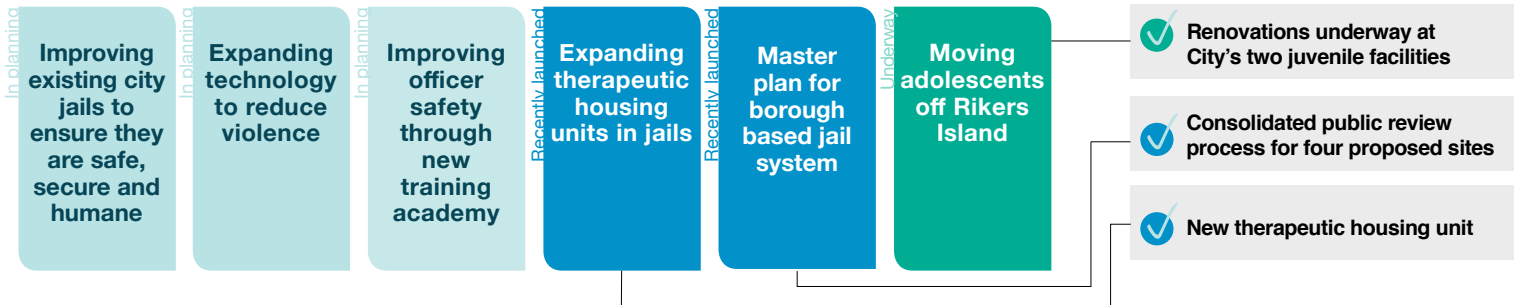 In planning
Improving
existing city
jails to
ensure they
are safe,
secure and
humane
In planning
Expanding
technology
to reduce
violence
In planning
Improving
officer
safety
through
new
training
academy
Recently launched
Expanding
therapeutic
housing
units in jails
Recently launched
Master
plan for
borough
based jail
system
Underway
Moving
adolescents
off Rikers
Island
Renovations underway at
City's two juvenile facilities
Consolidated public review
process for four proposed sites
New therapeutic housing unit